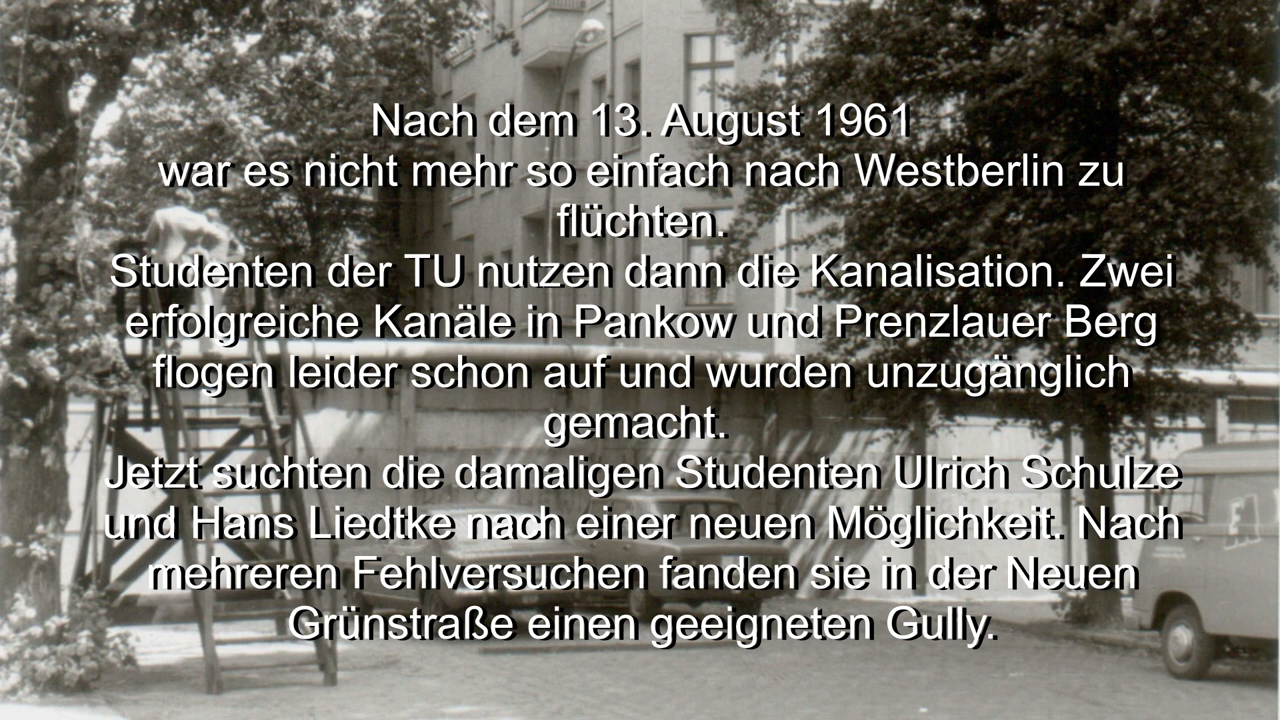 Nach dem 13. August 1961
war es nicht mehr so einfach nach Westberlin zu
flüchten.
Studenten der TU nutzen dann die Kanalisation. Zwei
erfolgreiche Kanäle in Pankow und Prenzlauer Berg
flogen leider schon auf und wurden unzugänglich
gemacht.
Jetzt suchten die damaligen Studenten Ulrich Schulze
und Hans Liedtke nach einer neuen Möglichkeit. Nach
mehreren Fehlversuchen fanden sie in der Neuen
Grünstraße einen geeigneten Gully.